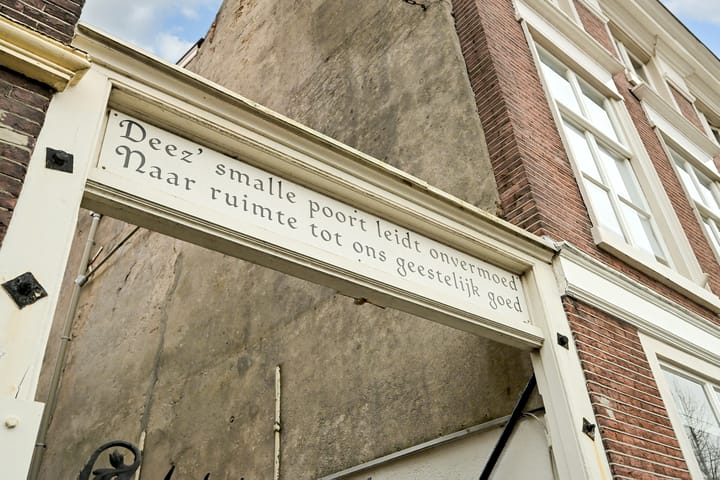 Deez' smalle poort leidt onvermoed
Naar ruimte tot ons geestelijk goed